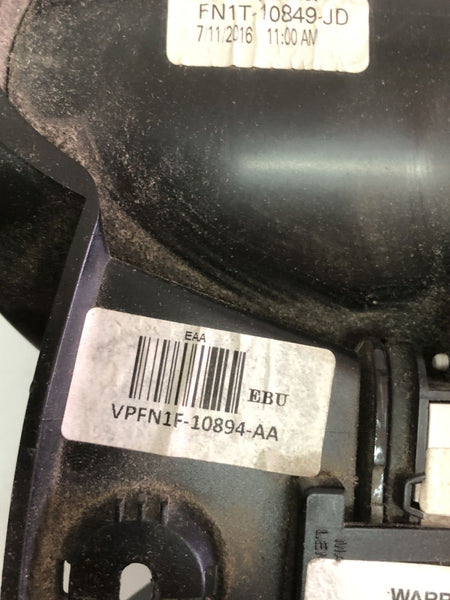 FN1T-10849-JD
7.11.2016 11:00 AM
EAA
EBU
VPFN1F-10894-AA